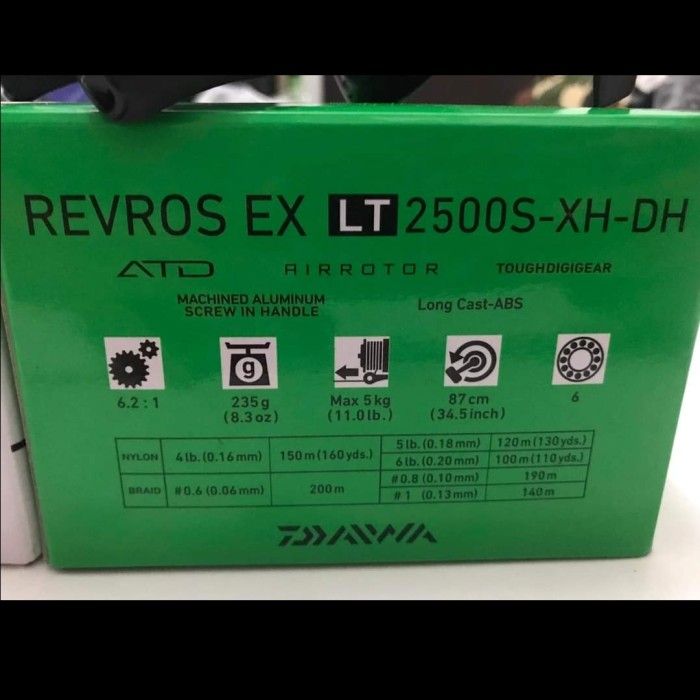 REVROS EX LT 2500S-XH-DH
ATD AIRROTOR TOUGHDIGIGEAR
MACHINED ALUMINUM
SCREW IN HANDLE
Long Cast-ABS
g
6.2 : 1 235g (8.3oz) Max 5kg (11.0lb.) 87cm (34.5inch) 6
NYLON 4lb. (0.16mm) 150m(160yds.) 5lb. (0.18mm) 120m(130yds.)
6lb. (0.20mm) 100m(110yds.)
BRAID #0.6 (0.06mm) 200m #0.8 (0.10mm) 190m
#1 (0.13mm) 140m
DAIWA